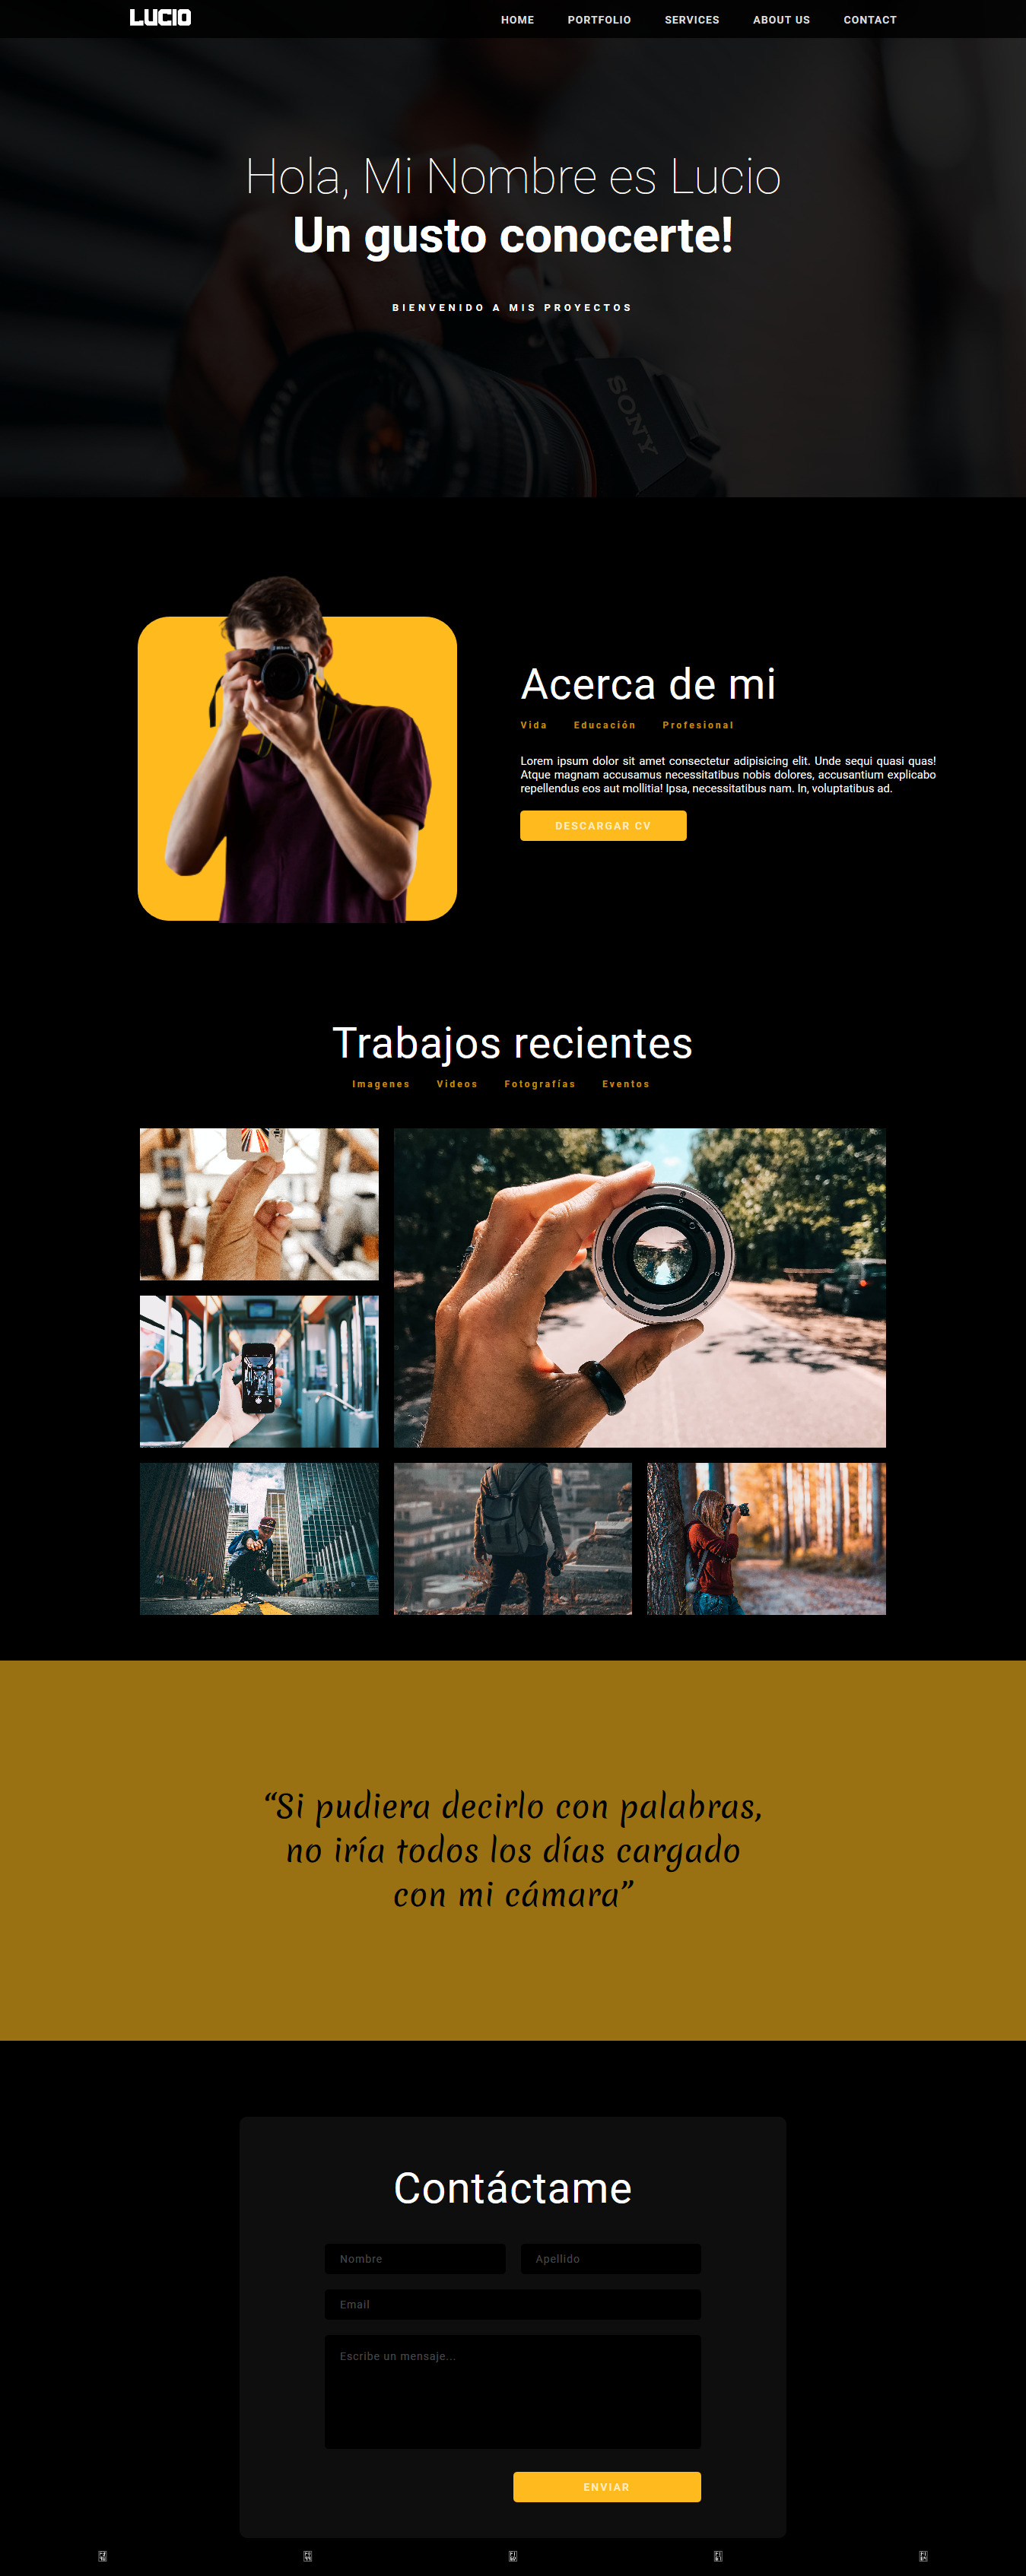 LUCIO
HOME PORTFOLIO SERVICES ABOUT US CONTACT
Hola, Mi Nombre es Lucio
Un gusto conocerte!
BIENVENIDO A MIS PROYECTOS
SONY
Acerca de mi
Vida Educación Profesional
Lorem ipsum dolor sit amet consectetur adipisicing elit. Unde sequi quasi quas!
Atque magnam accusamus necessitatibus nobis dolores, accusantium explicabo
repellendus eos aut mollitia! Ipsa, necessitatibus nam. In, voluptatibus ad.
DESCARGAR CV
Trabajos recientes
Imagenes Videos Fotografías Eventos
“Si pudiera decirlo con palabras,
no iría todos los días cargado
con mi cámara”
Contáctame
Nombre Apellido
Email
Escribe un mensaje...
ENVIAR